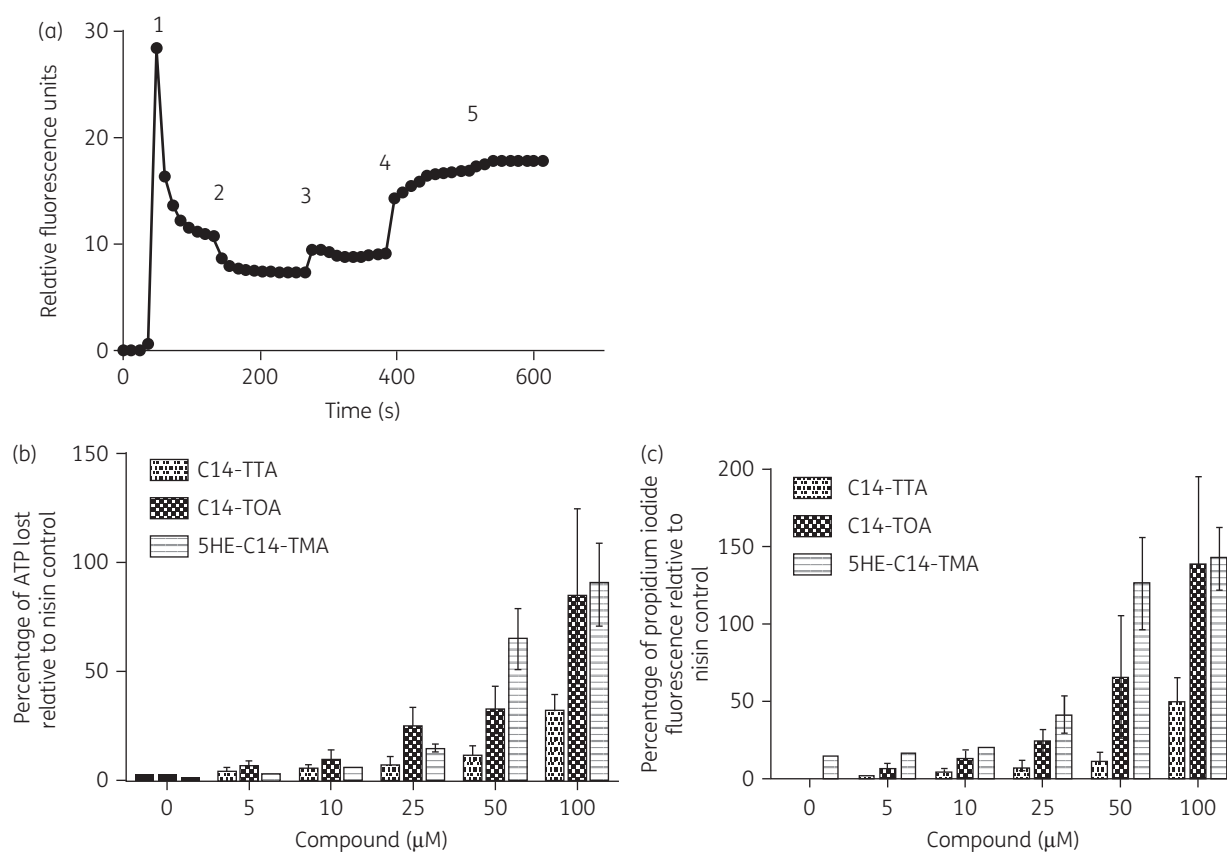 (a)
Relative fluorescence units
30
20
10
0
1
2
3
4
5
0 200 400 600
Time (s)
(b)
Percentage of ATP lost
relative to nisin control
150
100
50
0
C14-TTA
C14-TOA
5HE-C14-TMA
0 5 10 25 50 100
Compound (µM)
(c)
Percentage of propidium iodide
fluorescence relative to
nisin control
200
150
100
50
0
C14-TTA
C14-TOA
5HE-C14-TMA
0 5 10 25 50 100
Compound (µM)